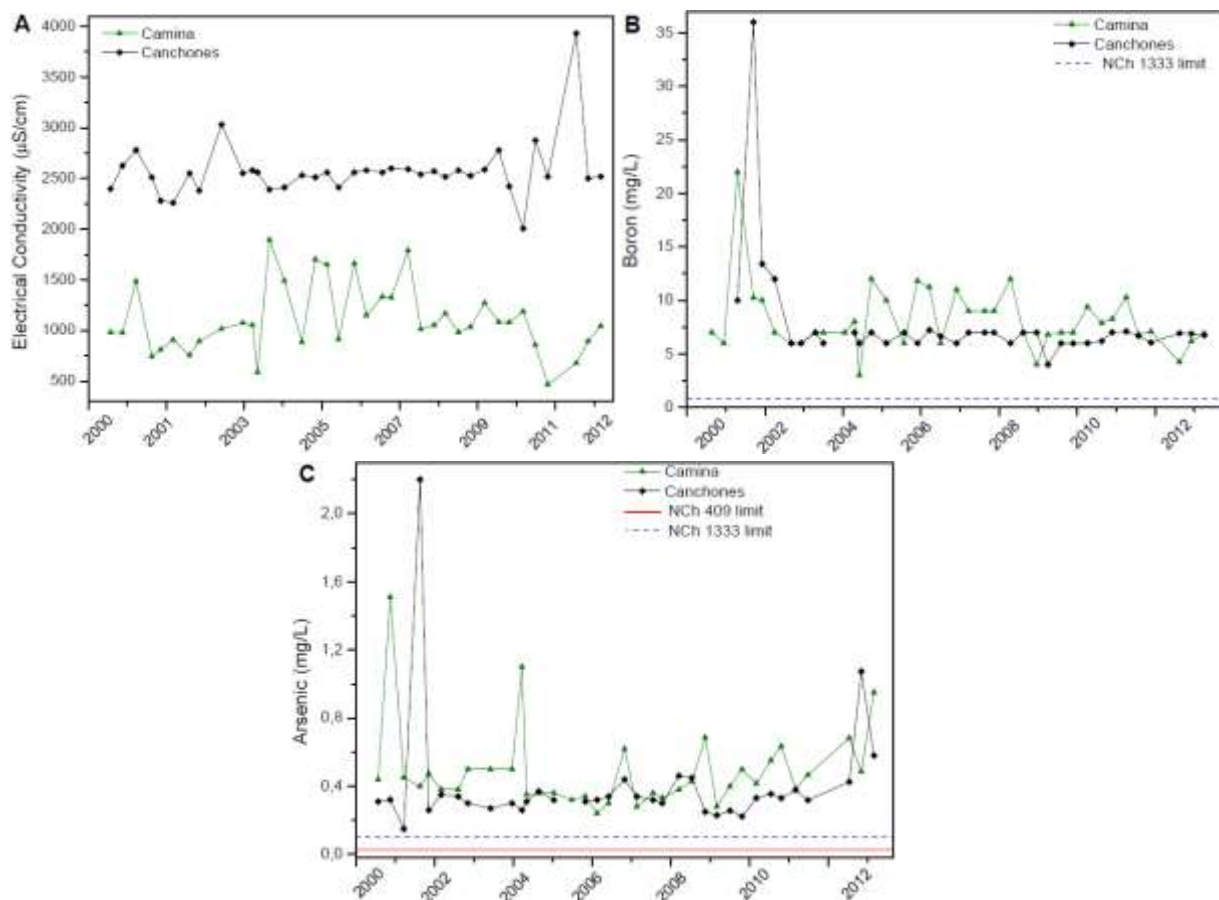 A
Camina
Canchones
4000
3500
3000
2500
2000
1500
1000
500
Electrical Conductivity (µS/cm)
2000
2001
2003
2005
2007
2009
2011
2012
B
Camina
Canchones
NCh 1333 limit
35
30
25
20
15
10
5
0
Boron (mg/L)
2000
2002
2004
2006
2008
2010
2012
C
Camina
Canchones
NCh 409 limit
NCh 1333 limit
2,0
1,6
1,2
0,8
0,4
0,0
Arsenic (mg/L)
2000
2002
2004
2006
2008
2010
2012